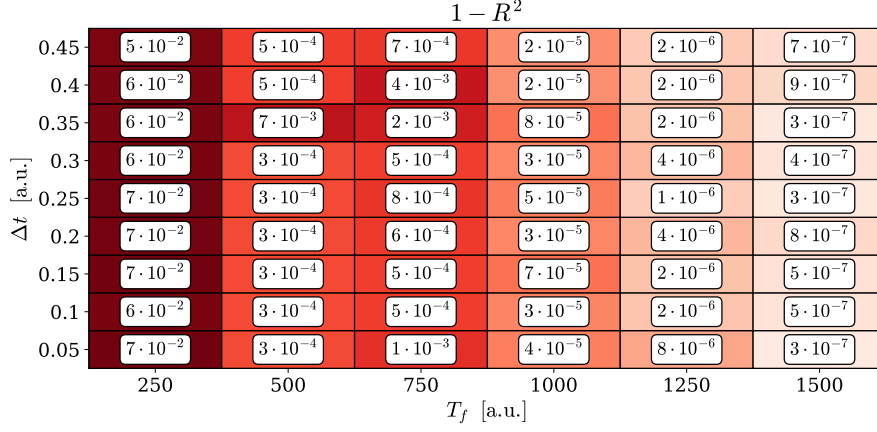 1 − R²
0.45 5 · 10⁻² 5 · 10⁻⁴ 7 · 10⁻⁴ 2 · 10⁻⁵ 2 · 10⁻⁶ 7 · 10⁻⁷
0.4 6 · 10⁻² 5 · 10⁻⁴ 4 · 10⁻³ 2 · 10⁻⁵ 2 · 10⁻⁶ 9 · 10⁻⁷
0.35 6 · 10⁻² 7 · 10⁻³ 2 · 10⁻³ 8 · 10⁻⁵ 2 · 10⁻⁶ 3 · 10⁻⁷
0.3 6 · 10⁻² 3 · 10⁻⁴ 5 · 10⁻⁴ 3 · 10⁻⁵ 4 · 10⁻⁶ 4 · 10⁻⁷
0.25 7 · 10⁻² 3 · 10⁻⁴ 8 · 10⁻⁴ 5 · 10⁻⁵ 1 · 10⁻⁶ 3 · 10⁻⁷
0.2 7 · 10⁻² 3 · 10⁻⁴ 6 · 10⁻⁴ 3 · 10⁻⁵ 4 · 10⁻⁶ 8 · 10⁻⁷
0.15 7 · 10⁻² 3 · 10⁻⁴ 5 · 10⁻⁴ 7 · 10⁻⁵ 2 · 10⁻⁶ 5 · 10⁻⁷
0.1 6 · 10⁻² 3 · 10⁻⁴ 5 · 10⁻⁴ 3 · 10⁻⁵ 2 · 10⁻⁶ 5 · 10⁻⁷
0.05 7 · 10⁻² 3 · 10⁻⁴ 1 · 10⁻³ 4 · 10⁻⁵ 8 · 10⁻⁶ 3 · 10⁻⁷
250 500 750 1000 1250 1500
Δt [a.u.]
T_f [a.u.]